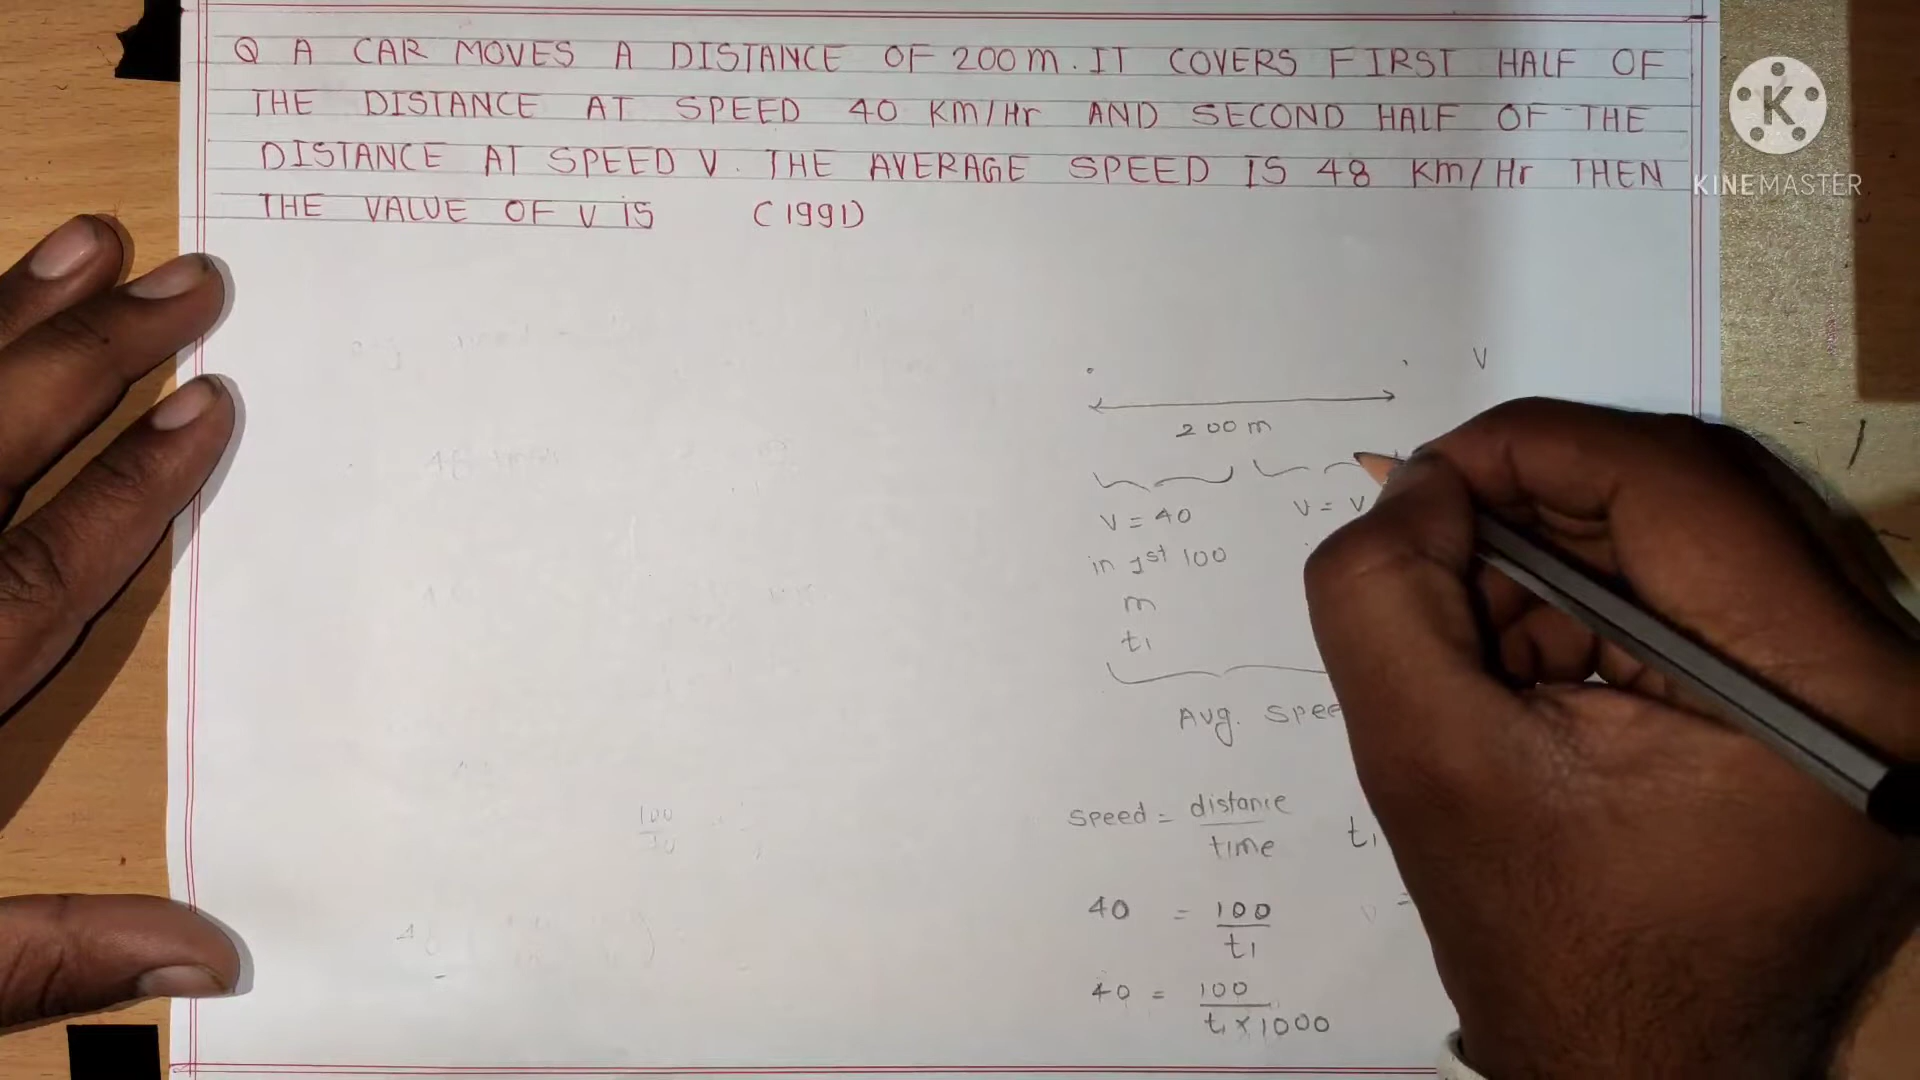 Q A CAR MOVES A DISTANCE OF 200 m. IT COVERS FIRST HALF OF
THE DISTANCE AT SPEED 40 KM/Hr AND SECOND HALF OF THE
DISTANCE AT SPEED V. THE AVERAGE SPEED IS 48 KM/Hr THEN
THE VALUE OF V IS (1991)
K
KINEMASTER
V
200 m
V = 40
in 1st 100
m
t1
V = V
Avg. Spee
Speed = distance
time
t1
40 = 100
t1
40 = 100
t1 × 1000
100
40